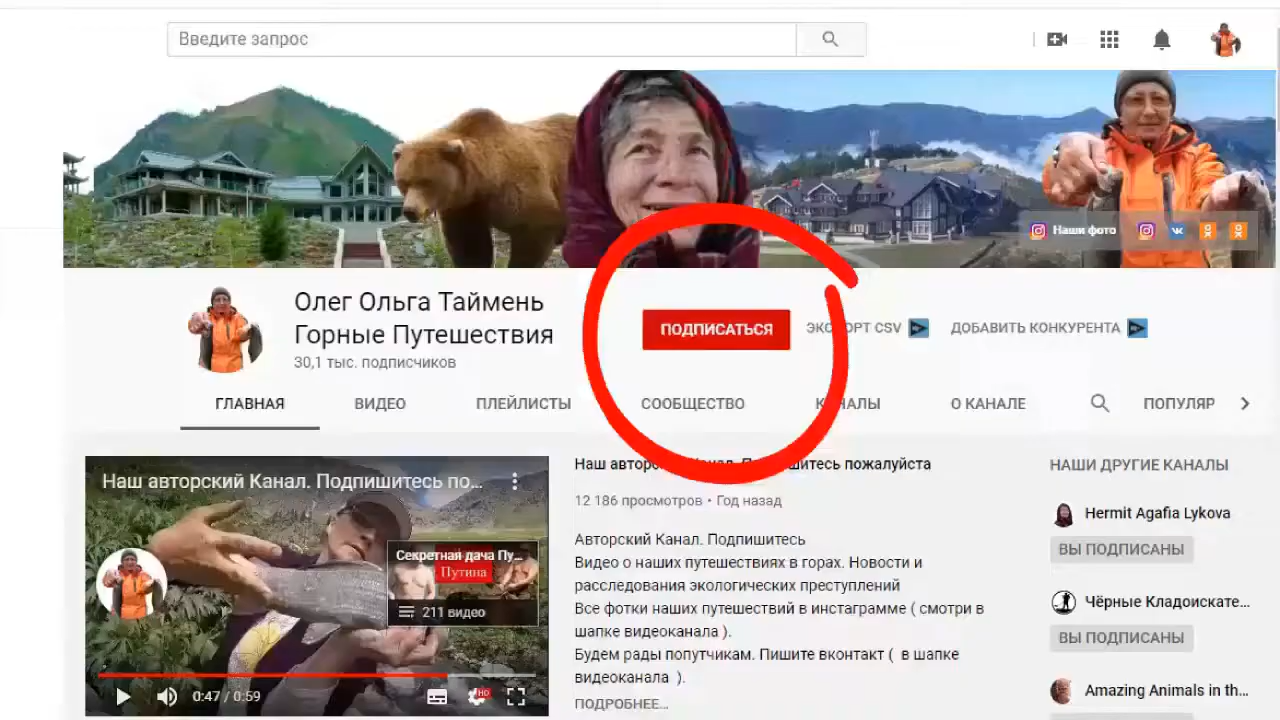 Введите запрос
Наши фото
Олег Ольга Таймень
Горные Путешествия
30,1 тыс. подписчиков
ПОДПИСАТЬСЯ
ЭКСПОРТ CSV
ДОБАВИТЬ КОНКУРЕНТА
ГЛАВНАЯ
ВИДЕО
ПЛЕЙЛИСТЫ
СООБЩЕСТВО
КАНАЛЫ
О КАНАЛЕ
ПОПУЛЯР
Наш авторский Канал. Подпишитесь по...
Секретная дача Пу...
Путина
211 видео
0:47 / 0:59
HD
Наш авторский Канал. Подпишитесь пожалуйста
12 186 просмотров • Год назад
Авторский Канал. Подпишитесь
Видео о наших путешествиях в горах. Новости и
расследования экологических преступлений
Все фотки наших путешествий в инстаграмме ( смотри в
шапке видеоканала ).
Будем рады попутчикам. Пишите вконтакт ( в шапке
видеоканала ).
ПОДРОБНЕЕ...
НАШИ ДРУГИЕ КАНАЛЫ
Hermit Agafia Lykova
ВЫ ПОДПИСАНЫ
Чёрные Кладоискате...
ВЫ ПОДПИСАНЫ
Amazing Animals in th...